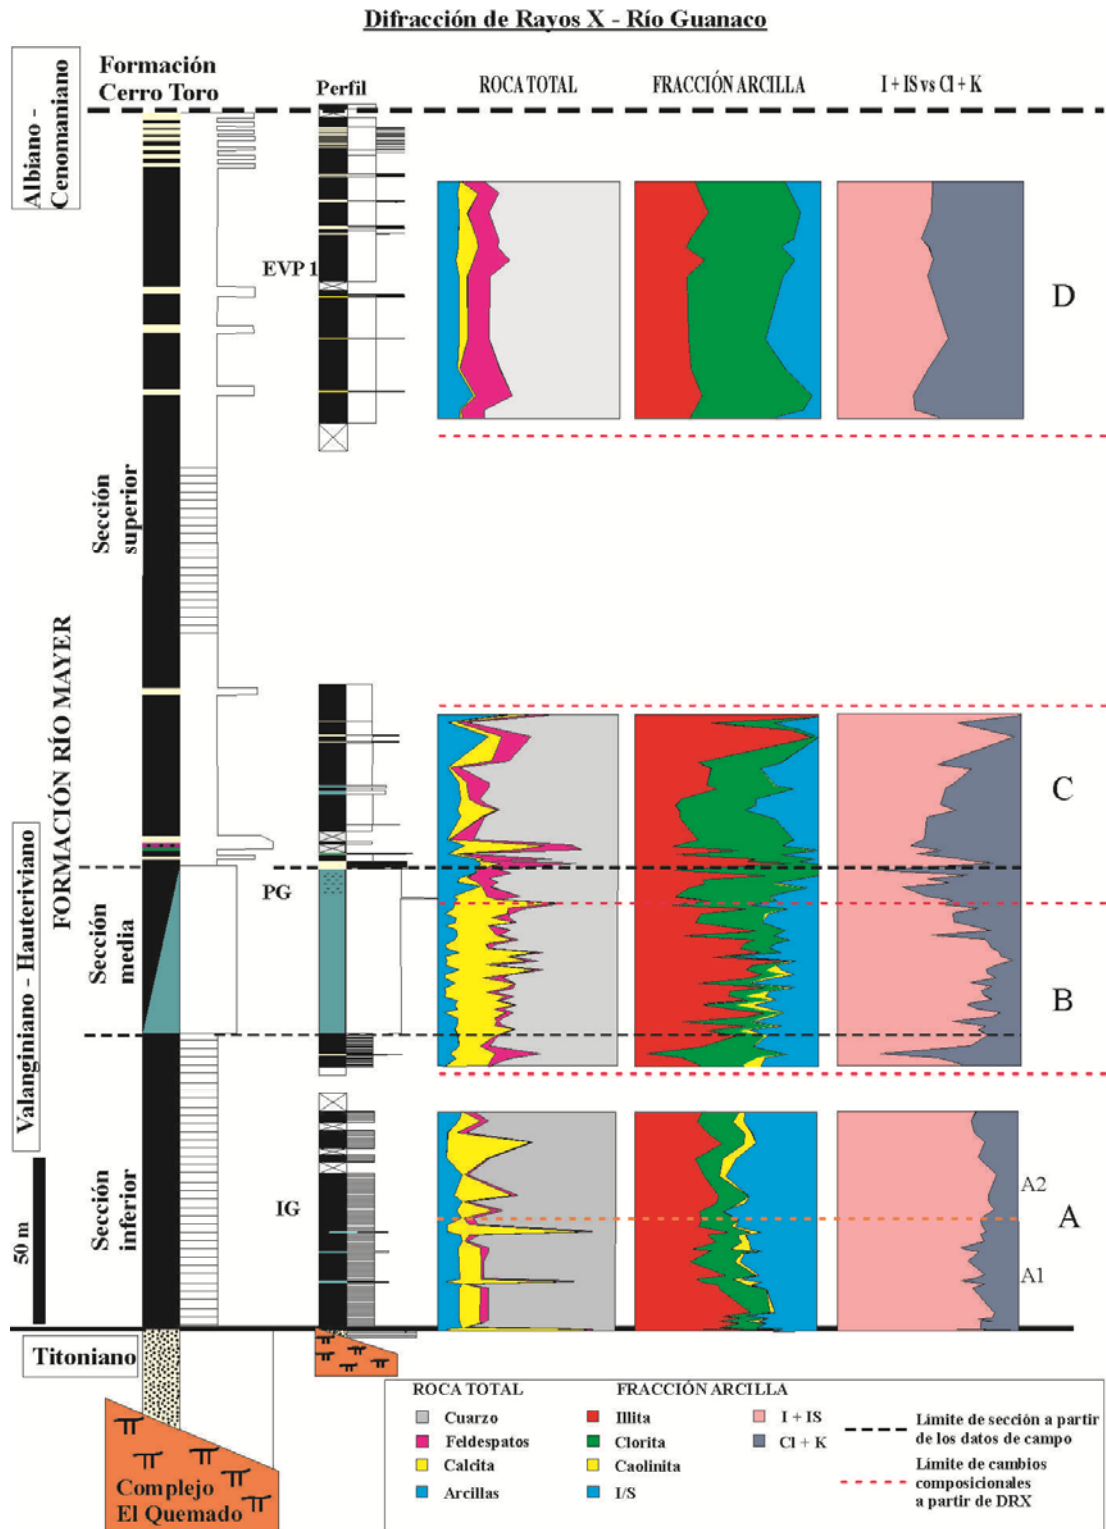 Difracción de Rayos X - Río Guanaco
Albiano -
Cenomaniano
Formación
Cerro Toro
Perfil
ROCA TOTAL
FRACCIÓN ARCILLA
I + IS vs Cl + K
EVP 1
D
Sección
superior
FORMACIÓN RÍO MAYER
C
Valanginiano - Hauteriviano
PG
Sección
media
B
Sección
inferior
IG
A2
A
A1
50 m
Titoniano
Complejo
El Quemado
ROCA TOTAL
Cuarzo
Feldespatos
Calcita
Arcillas
FRACCIÓN ARCILLA
Illita
Clorita
Caolinita
I/S
I + IS
Cl + K
Límite de sección a partir
de los datos de campo
Límite de cambios
composicionales
a partir de DRX